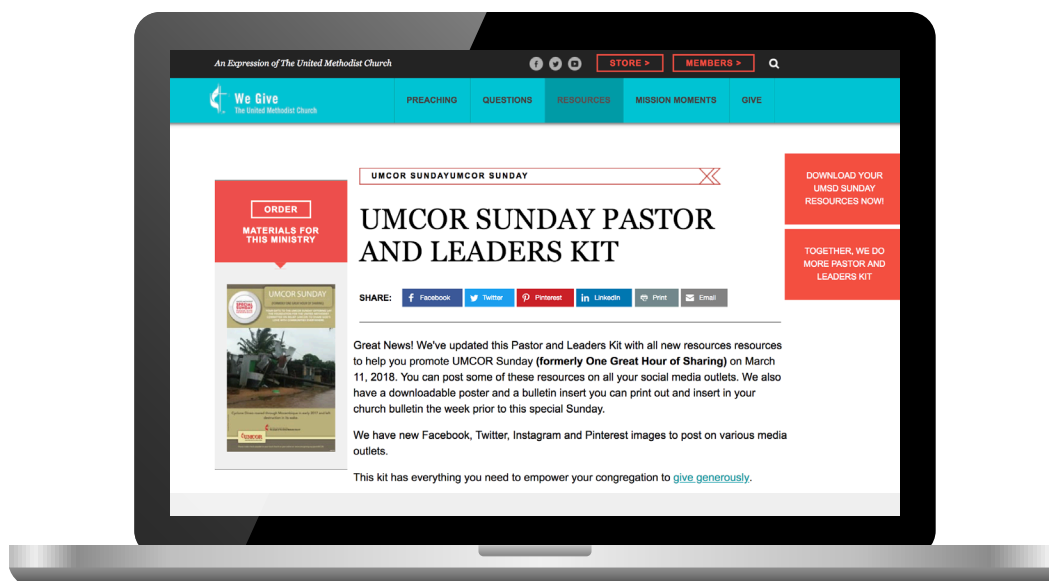 An Expression of The United Methodist Church
STORE >
MEMBERS >
We Give
The United Methodist Church
PREACHING
QUESTIONS
RESOURCES
MISSION MOMENTS
GIVE
UMCOR SUNDAYUMCOR SUNDAY
ORDER
MATERIALS FOR
THIS MINISTRY
UMCOR SUNDAY
UMCOR SUNDAY PASTOR
AND LEADERS KIT
SHARE:
Facebook
Twitter
Pinterest
LinkedIn
Print
Email
Great News! We've updated this Pastor and Leaders Kit with all new resources resources
to help you promote UMCOR Sunday (formerly One Great Hour of Sharing) on March
11, 2018. You can post some of these resources on all your social media outlets. We also
have a downloadable poster and a bulletin insert you can print out and insert in your
church bulletin the week prior to this special Sunday.
We have new Facebook, Twitter, Instagram and Pinterest images to post on various media
outlets.
This kit has everything you need to empower your congregation to give generously.
DOWNLOAD YOUR
UMSD SUNDAY
RESOURCES NOW!
TOGETHER, WE DO
MORE PASTOR AND
LEADERS KIT